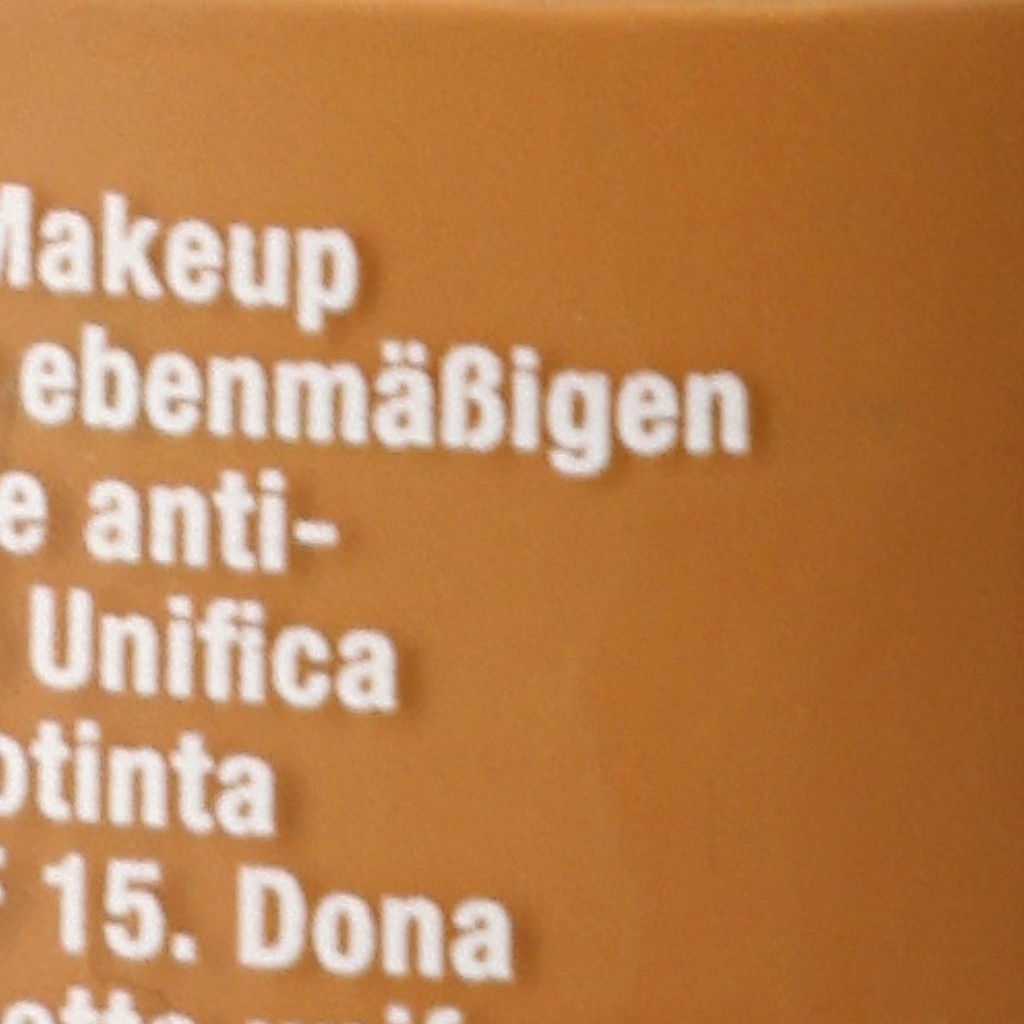 Makeup
ebenmäßigen
e anti-
Unifica
otinta
15. Dona